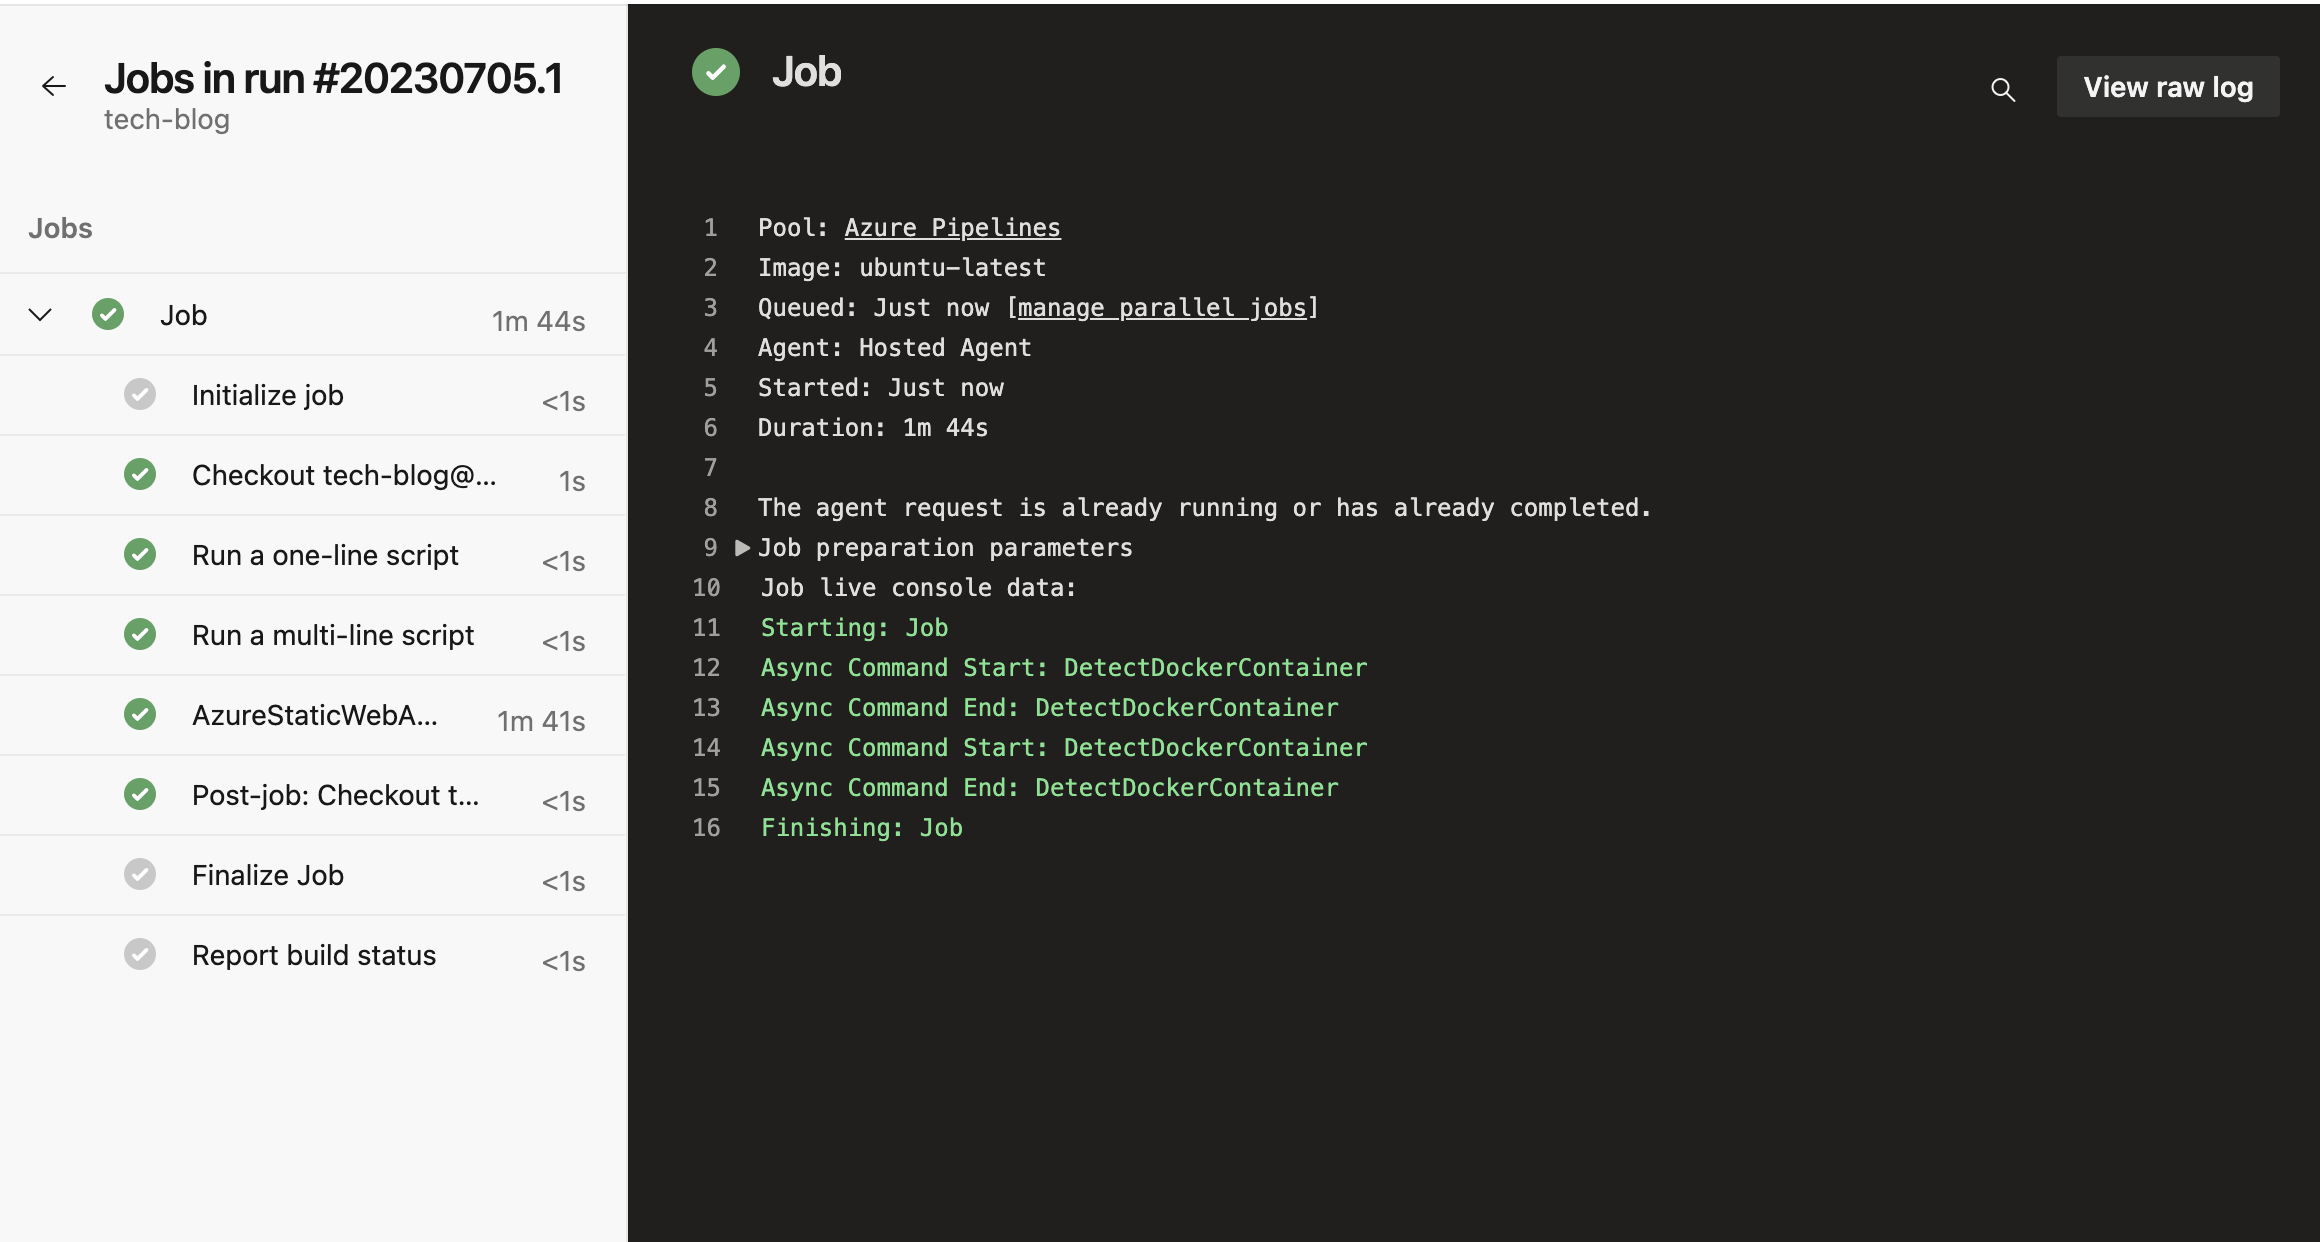 Jobs in run #20230705.1
tech-blog
Jobs
Job 1m 44s
Initialize job <1s
Checkout tech-blog@... 1s
Run a one-line script <1s
Run a multi-line script <1s
AzureStaticWebA... 1m 41s
Post-job: Checkout t... <1s
Finalize Job <1s
Report build status <1s
Job
View raw log
1 Pool: Azure Pipelines
2 Image: ubuntu-latest
3 Queued: Just now [manage parallel jobs]
4 Agent: Hosted Agent
5 Started: Just now
6 Duration: 1m 44s
7
8 The agent request is already running or has already completed.
9 Job preparation parameters
10 Job live console data:
11 Starting: Job
12 Async Command Start: DetectDockerContainer
13 Async Command End: DetectDockerContainer
14 Async Command Start: DetectDockerContainer
15 Async Command End: DetectDockerContainer
16 Finishing: Job